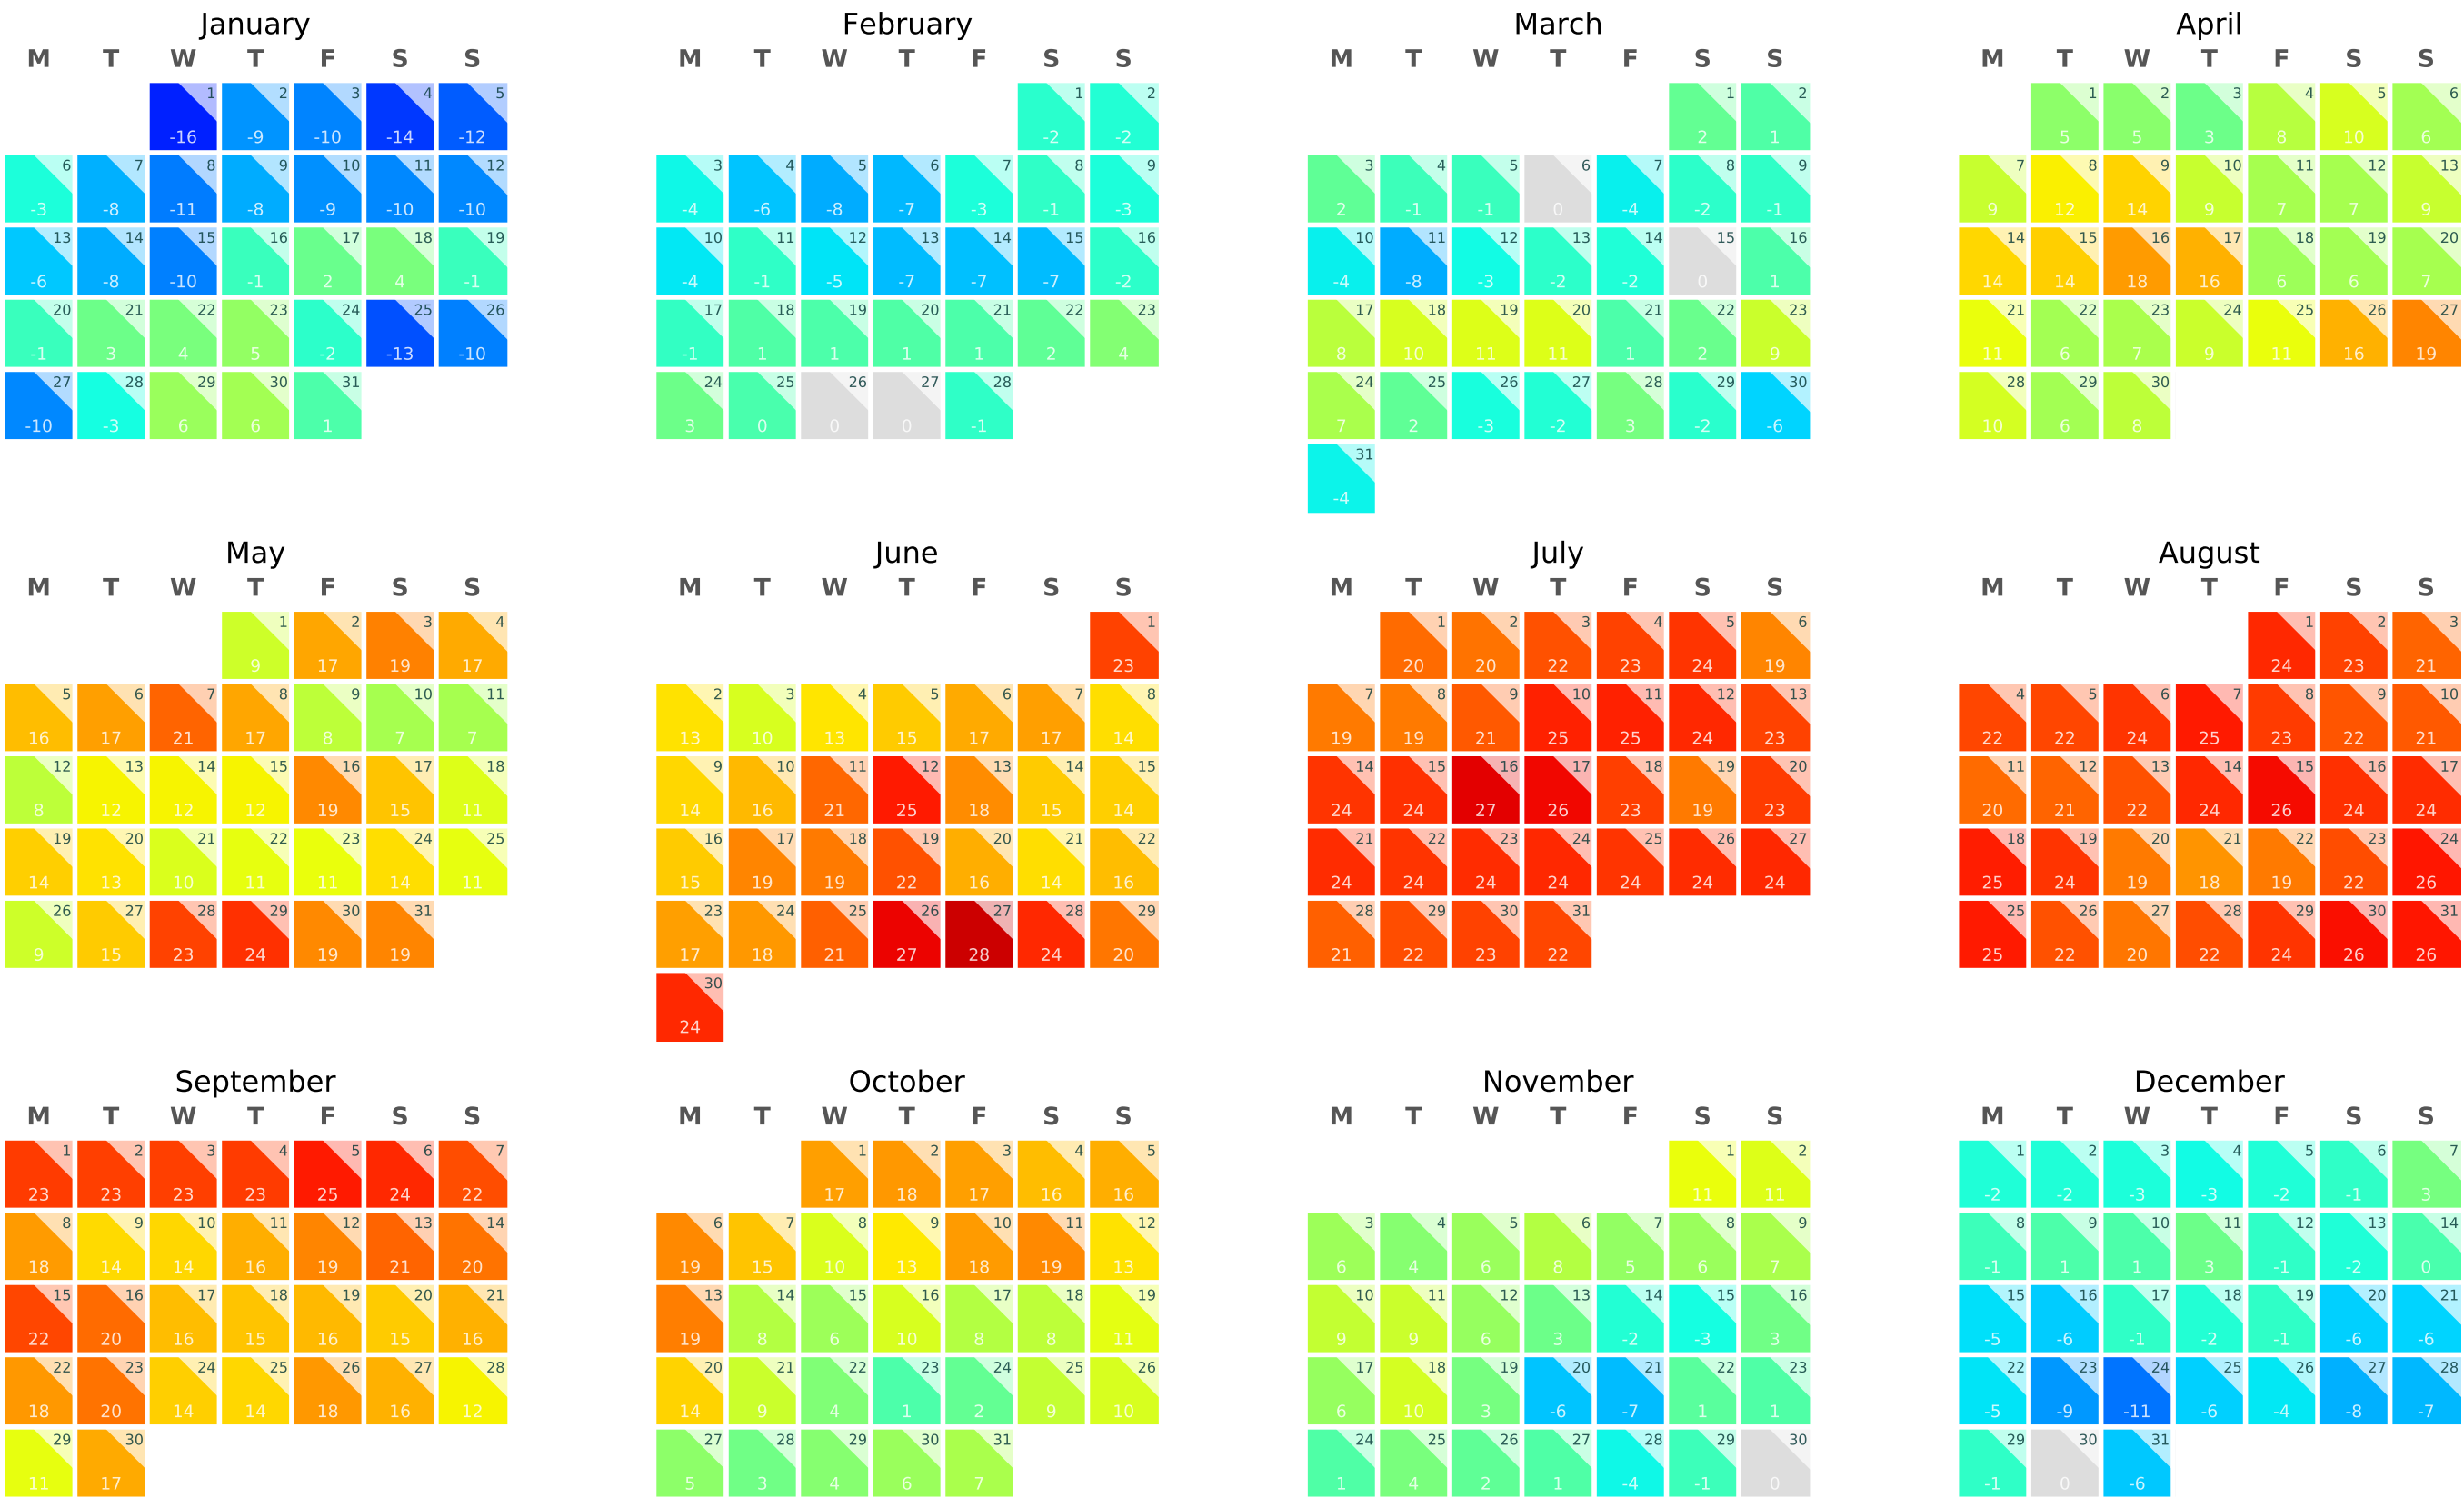 January February March April
M T W T F S S M T W T F S S M T W T F S S M T W T F S S
1 2 3 4 5 1 2 1 2 1 2 3 4 5 6
-16 -9 -10 -14 -12 -2 -2 2 1 5 5 3 8 10 6
6 7 8 9 10 11 12 3 4 5 6 7 8 9 3 4 5 6 7 8 9 7 8 9 10 11 12 13
-3 -8 -11 -8 -9 -10 -10 -4 -6 -8 -7 -3 -1 -3 2 -1 -1 0 -4 -2 -1 9 12 14 9 7 7 9
13 14 15 16 17 18 19 10 11 12 13 14 15 16 10 11 12 13 14 15 16 14 15 16 17 18 19 20
-6 -8 -10 -1 2 4 -1 -4 -1 -5 -7 -7 -7 -2 -4 -8 -3 -2 -2 0 1 14 14 18 16 6 6 7
20 21 22 23 24 25 26 17 18 19 20 21 22 23 17 18 19 20 21 22 23 21 22 23 24 25 26 27
-1 3 4 5 -2 -13 -10 -1 1 1 1 1 2 4 8 10 11 11 1 2 9 11 6 7 9 11 16 19
27 28 29 30 31 24 25 26 27 28 24 25 26 27 28 29 30 28 29 30
-10 -3 6 6 1 3 0 0 0 -1 7 2 -3 -2 3 -2 -6 10 6 8
31
-4
May June July August
M T W T F S S M T W T F S S M T W T F S S M T W T F S S
1 2 3 4 1 1 2 3 4 5 6 1 2 3
9 17 19 17 23 20 20 22 23 24 19 24 23 21
5 6 7 8 9 10 11 2 3 4 5 6 7 8 7 8 9 10 11 12 13 4 5 6 7 8 9 10
16 17 21 17 8 7 7 13 10 13 15 17 17 14 19 19 21 25 25 24 23 22 22 24 25 23 22 21
12 13 14 15 16 17 18 9 10 11 12 13 14 15 14 15 16 17 18 19 20 11 12 13 14 15 16 17
8 12 12 12 19 15 11 14 16 21 25 18 15 14 24 24 27 26 23 19 23 20 21 22 24 26 24 24
19 20 21 22 23 24 25 16 17 18 19 20 21 22 21 22 23 24 25 26 27 18 19 20 21 22 23 24
14 13 10 11 11 14 11 15 19 19 22 16 14 16 24 24 24 24 24 24 24 25 24 19 18 19 22 26
26 27 28 29 30 31 23 24 25 26 27 28 29 28 29 30 31 25 26 27 28 29 30 31
9 15 23 24 19 19 17 18 21 27 28 24 20 21 22 23 22 25 22 20 22 24 26 26
30
24
September October November December
M T W T F S S M T W T F S S M T W T F S S M T W T F S S
1 2 3 4 5 6 7 1 2 3 4 5 1 2 1 2 3 4 5 6 7
23 23 23 23 25 24 22 17 18 17 16 16 11 11 -2 -2 -3 -3 -2 -1 3
8 9 10 11 12 13 14 6 7 8 9 10 11 12 3 4 5 6 7 8 9 8 9 10 11 12 13 14
18 14 14 16 19 21 20 19 15 10 13 18 19 13 6 4 6 8 5 6 7 -1 1 1 3 -1 -2 0
15 16 17 18 19 20 21 13 14 15 16 17 18 19 10 11 12 13 14 15 16 15 16 17 18 19 20 21
22 20 16 15 16 15 16 19 8 6 10 8 8 11 9 9 6 3 -2 -3 3 -5 -6 -1 -2 -1 -6 -6
22 23 24 25 26 27 28 20 21 22 23 24 25 26 17 18 19 20 21 22 23 22 23 24 25 26 27 28
18 20 14 14 18 16 12 14 9 4 1 2 9 10 6 10 3 -6 -7 1 1 -5 -9 -11 -6 -4 -8 -7
29 30 27 28 29 30 31 24 25 26 27 28 29 30 29 30 31
11 17 5 3 4 6 7 1 4 2 1 -4 -1 0 -1 0 -6